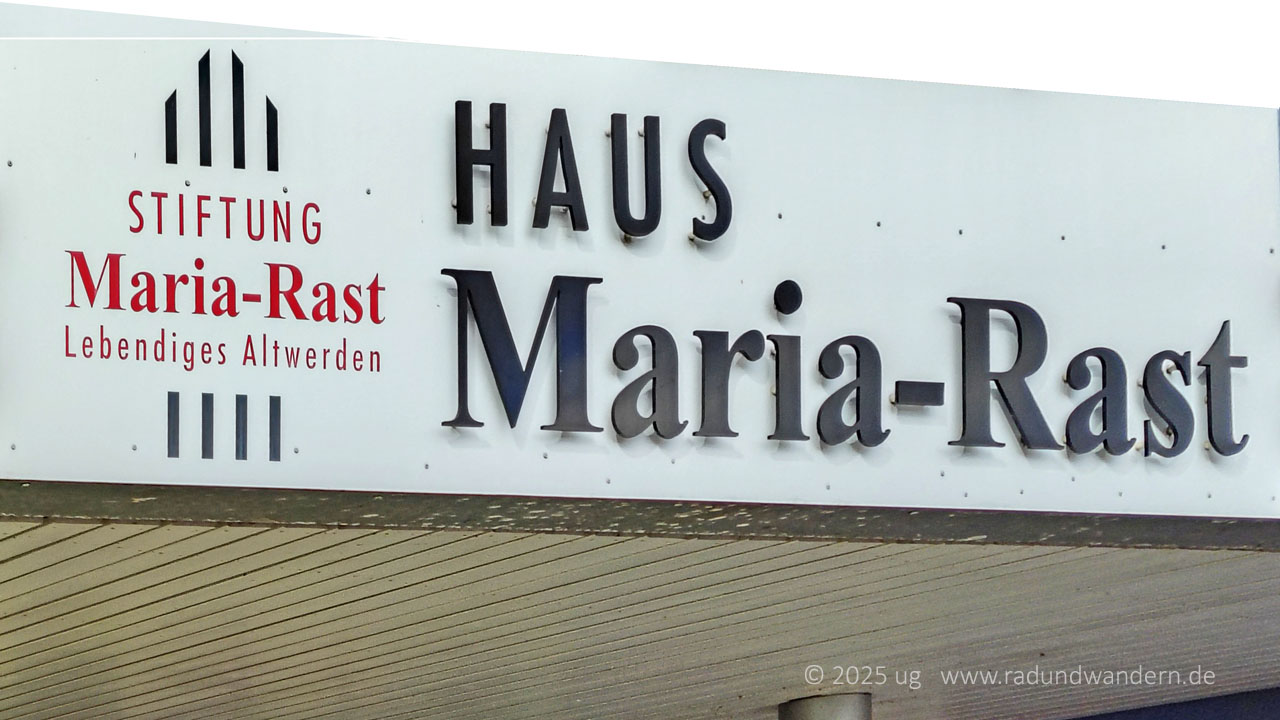 STIFTUNG
Maria-Rast
Lebendiges Altwerden
HAUS
Maria-Rast
© 2025 ug www.radundwandern.de